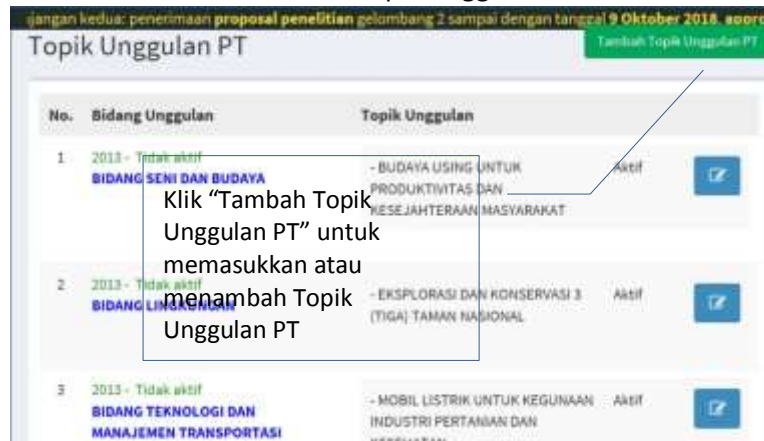 jangan kedua: penerimaan proposal penelitian gelombang 2 sampai dengan tanggal 9 Oktober 2018,
Topik Unggulan PT
Tambah Topik Unggulan PT
No. Bidang Unggulan Topik Unggulan
1 2013 - Tidak aktif
BIDANG SENI DAN BUDAYA
- BUDAYA USING UNTUK
PRODUKTIVITAS DAN
KESEJAHTERAAN MASYARAKAT
Aktif
Klik “Tambah Topik
Unggulan PT” untuk
memasukkan atau
menambah Topik
Unggulan PT
2 2013 - Tidak aktif
BIDANG LINGKUNGAN
- EKSPLORASI DAN KONSERVASI 3
(TIGA) TAMAN NASIONAL
Aktif
3 2013 - Tidak aktif
BIDANG TEKNOLOGI DAN
MANAJEMEN TRANSPORTASI
- MOBIL LISTRIK UNTUK KEGUNAAN
INDUSTRI PERTANIAN DAN
Aktif